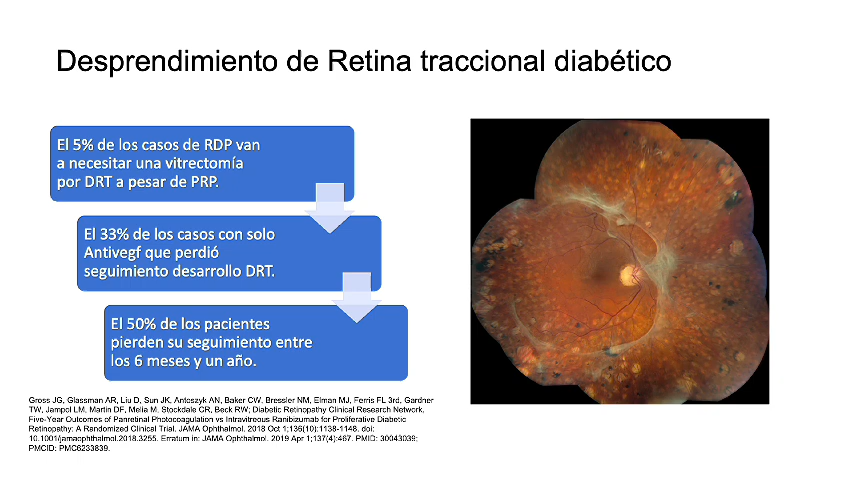 Desprendimiento de Retina traccional diabético
El 5% de los casos de RDP van
a necesitar una vitrectomía
por DRT a pesar de PRP.
El 33% de los casos con solo
Antivegf que perdió
seguimiento desarrollo DRT.
El 50% de los pacientes
pierden su seguimiento entre
los 6 meses y un año.
Gross JG, Glassman AR, Liu D, Sun JK, Antoszyk AN, Baker CW, Bressler NM, Elman MJ, Ferris FL 3rd, Gardner
TW, Jampol LM, Martin DF, Melia M, Stockdale CR, Beck RW; Diabetic Retinopathy Clinical Research Network.
Five-Year Outcomes of Panretinal Photocoagulation vs Intravitreous Ranibizumab for Proliferative Diabetic
Retinopathy: A Randomized Clinical Trial. JAMA Ophthalmol. 2018 Oct 1;136(10):1138-1148. doi:
10.1001/jamaophthalmol.2018.3255. Erratum in: JAMA Ophthalmol. 2019 Apr 1;137(4):467. PMID: 30043039;
PMCID: PMC6233839.